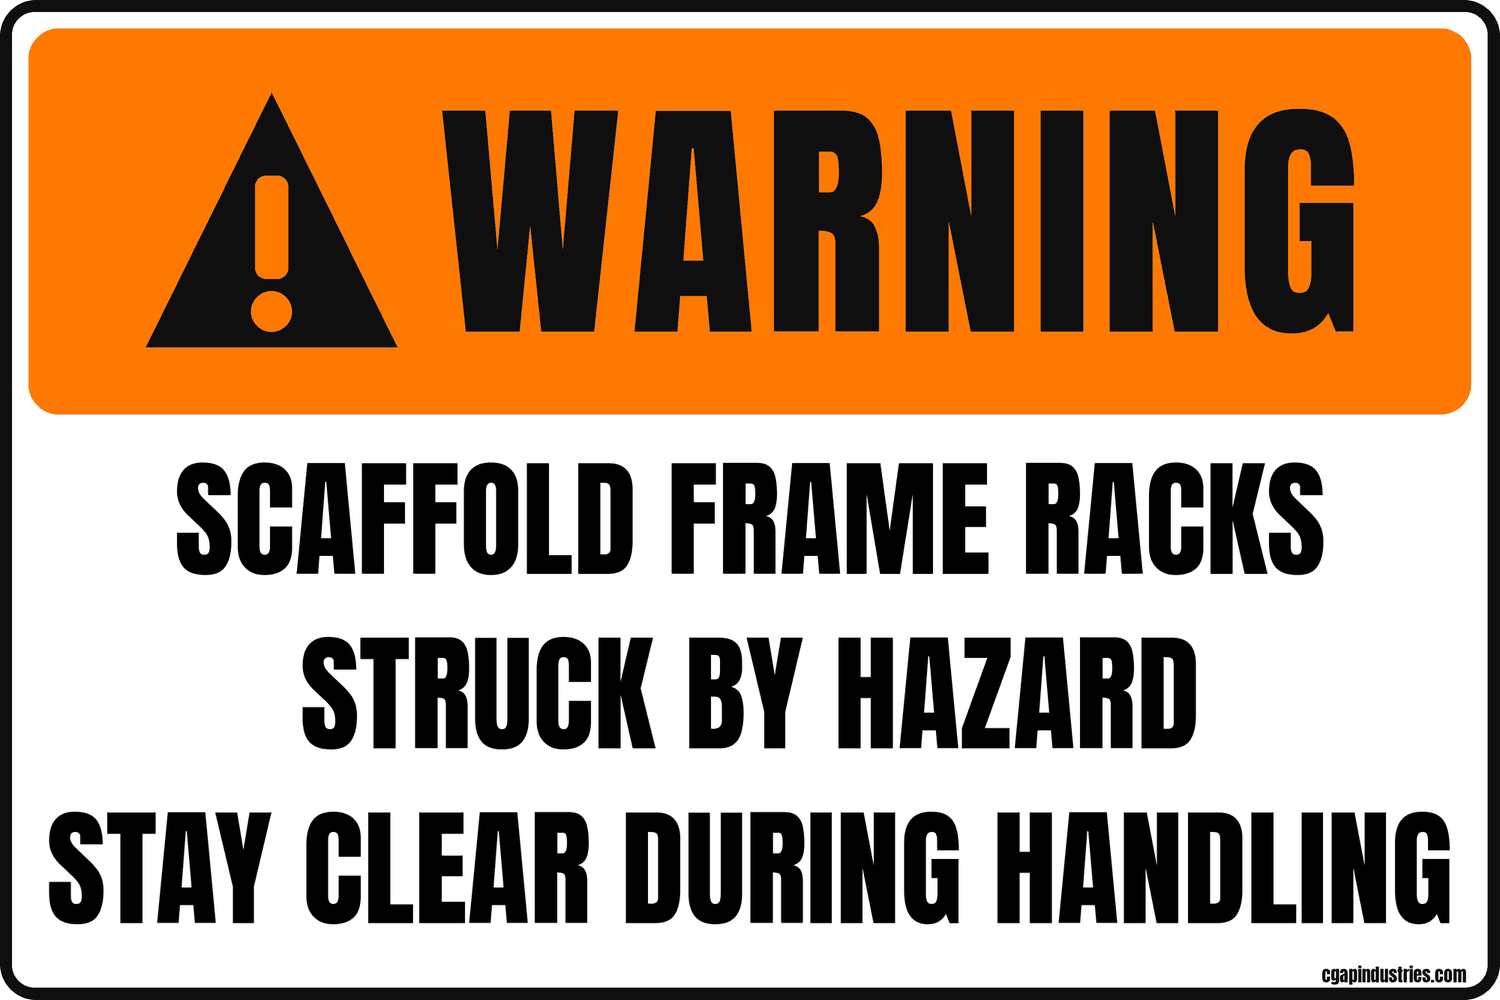 WARNING
SCAFFOLD FRAME RACKS
STRUCK BY HAZARD
STAY CLEAR DURING HANDLING
cgapindustries.com